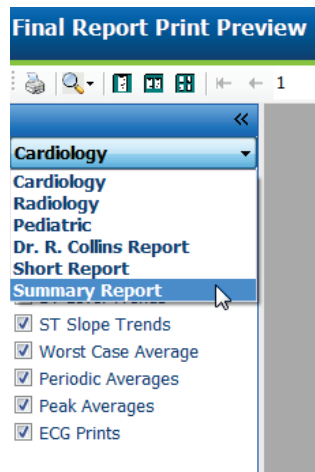 Final Report Print Preview
1
«
Cardiology
Cardiology
Radiology
Pediatric
Dr. R. Collins Report
Short Report
Summary Report
ST Slope Trends
Worst Case Average
Periodic Averages
Peak Averages
ECG Prints